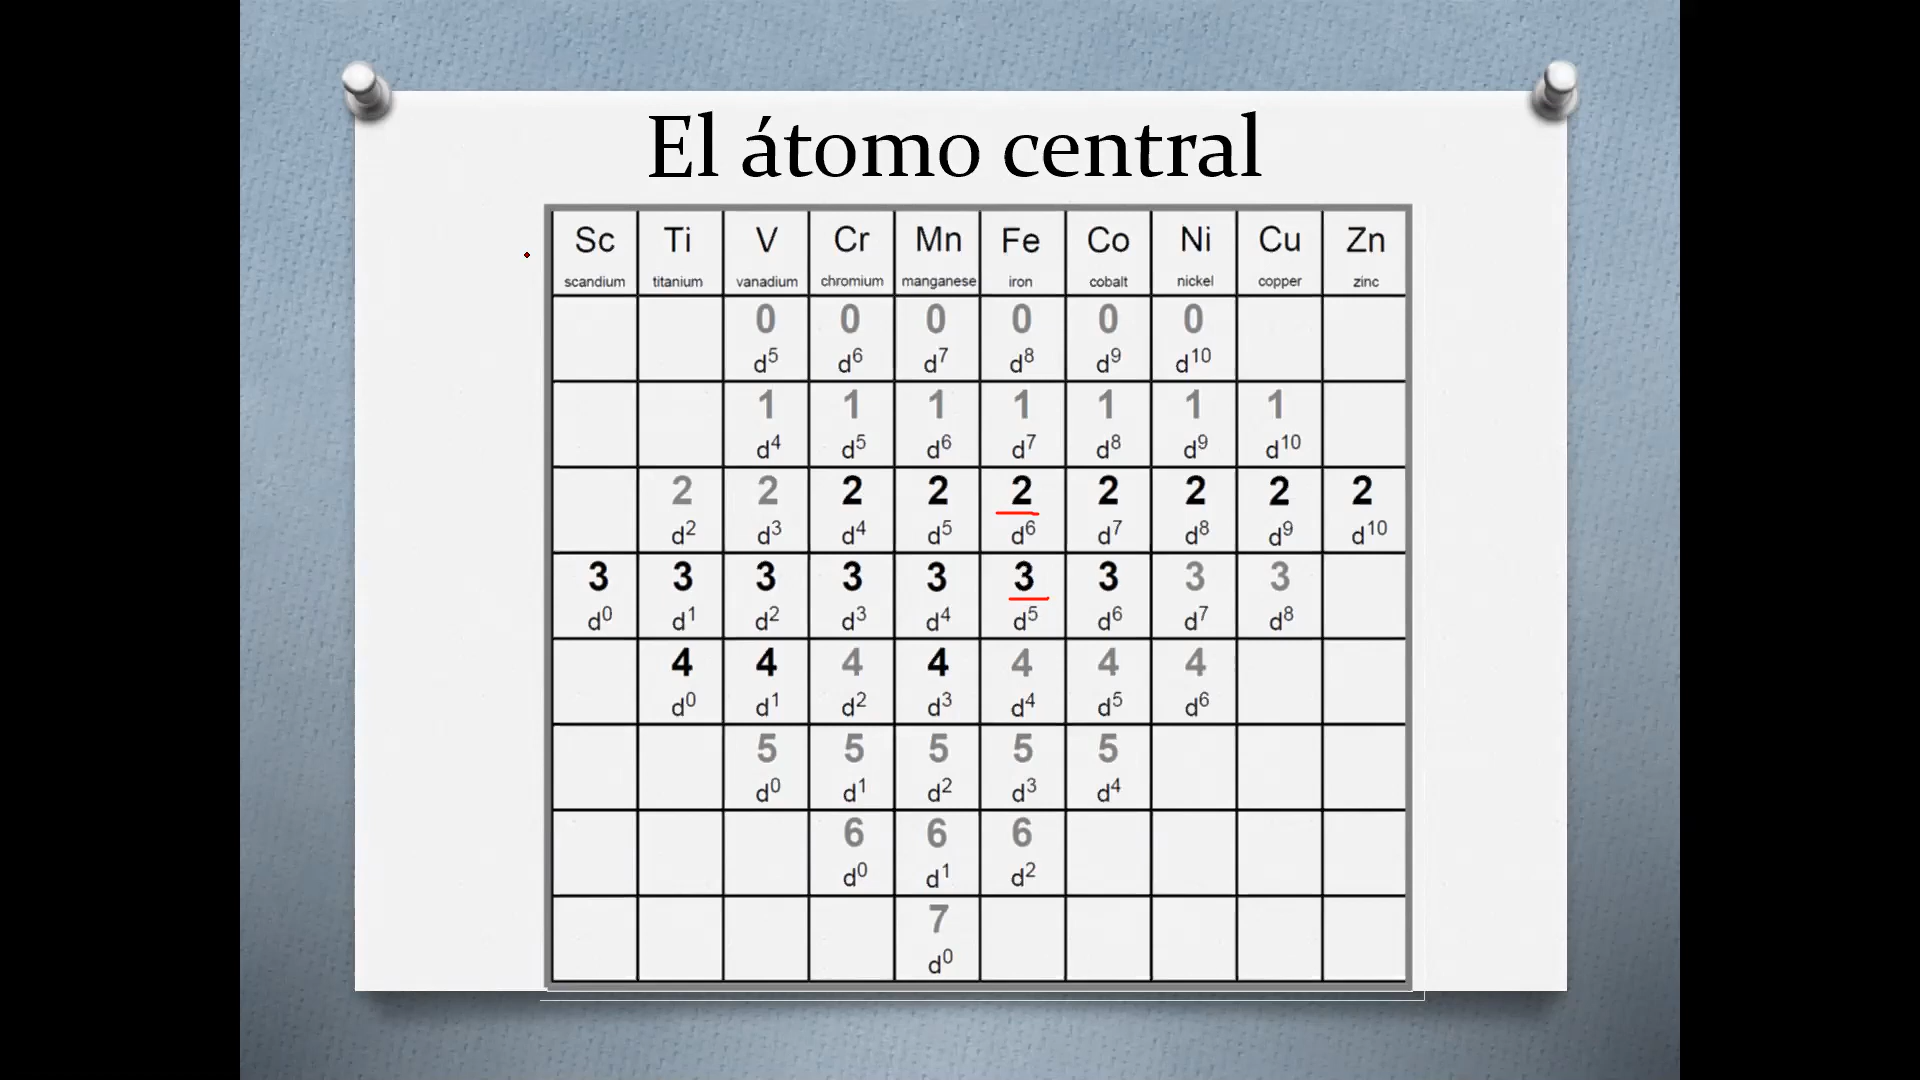 El átomo central
Sc Ti V Cr Mn Fe Co Ni Cu Zn
scandium titanium vanadium chromium manganese iron cobalt nickel copper zinc
0 0 0 0 0 0
d5 d6 d7 d8 d9 d10
1 1 1 1 1 1 1
d4 d5 d6 d7 d8 d9 d10
2 2 2 2 2 2 2 2 2
d2 d3 d4 d5 d6 d7 d8 d9 d10
3 3 3 3 3 3 3 3 3
d0 d1 d2 d3 d4 d5 d6 d7 d8
4 4 4 4 4 4 4
d0 d1 d2 d3 d4 d5 d6
5 5 5 5 5
d0 d1 d2 d3 d4
6 6 6
d0 d1 d2
7
d0